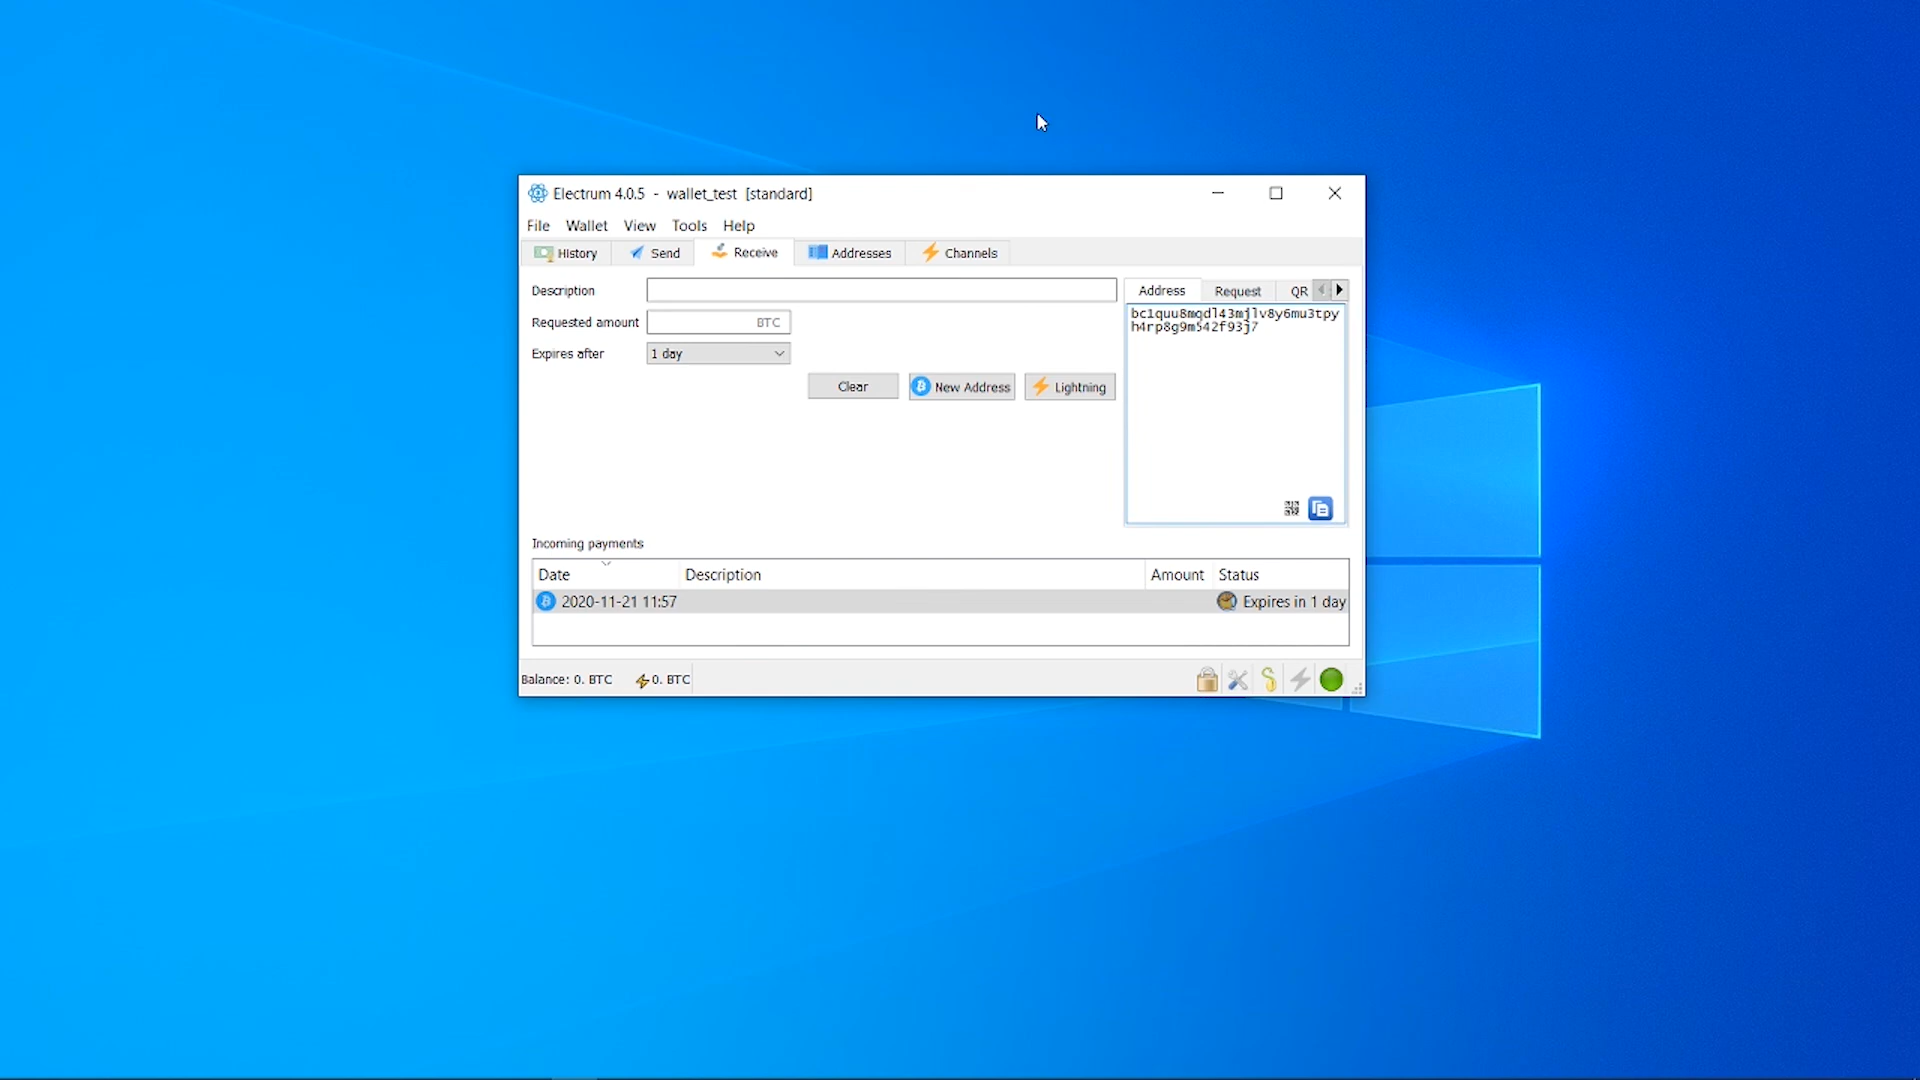 Electrum 4.0.5 - wallet_test [standard]
File Wallet View Tools Help
History Send Receive Addresses Channels
Description
Requested amount BTC
Expires after 1 day
Clear New Address Lightning
Address Request QR
bc1quu8mqdl43mjlv8y6mu3tpy
h4rp8g9m542f93j7
Incoming payments
Date Description Amount Status
2020-11-21 11:57 Expires in 1 day
Balance: 0. BTC 0. BTC